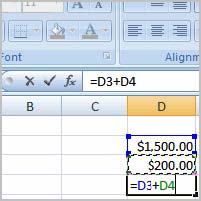 A
Font
Alignm
=D3+D4
B C D
$1,500.00
$200.00
=D3+D4